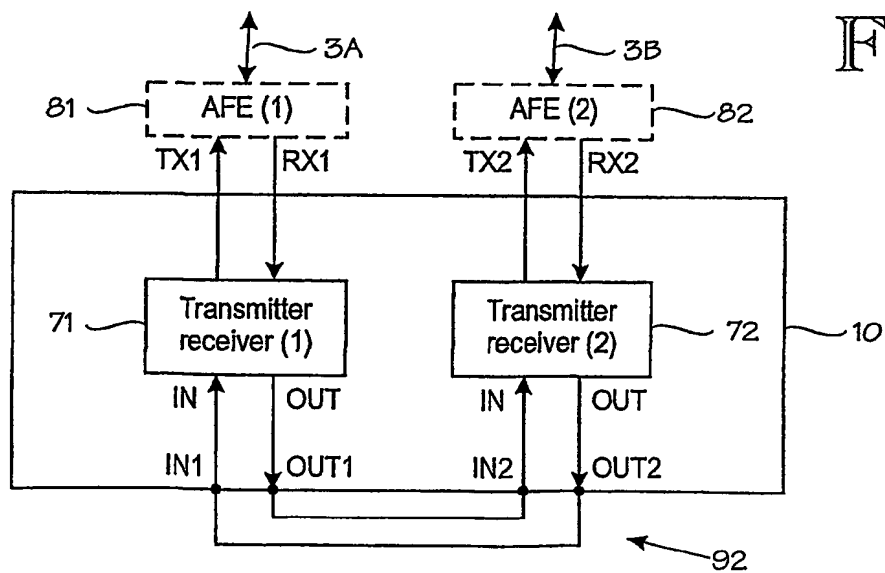 F
3A
3B
81
AFE (1)
AFE (2)
82
TX1
RX1
TX2
RX2
71
Transmitter
receiver (1)
Transmitter
receiver (2)
72
10
IN
OUT
IN
OUT
IN1
OUT1
IN2
OUT2
92